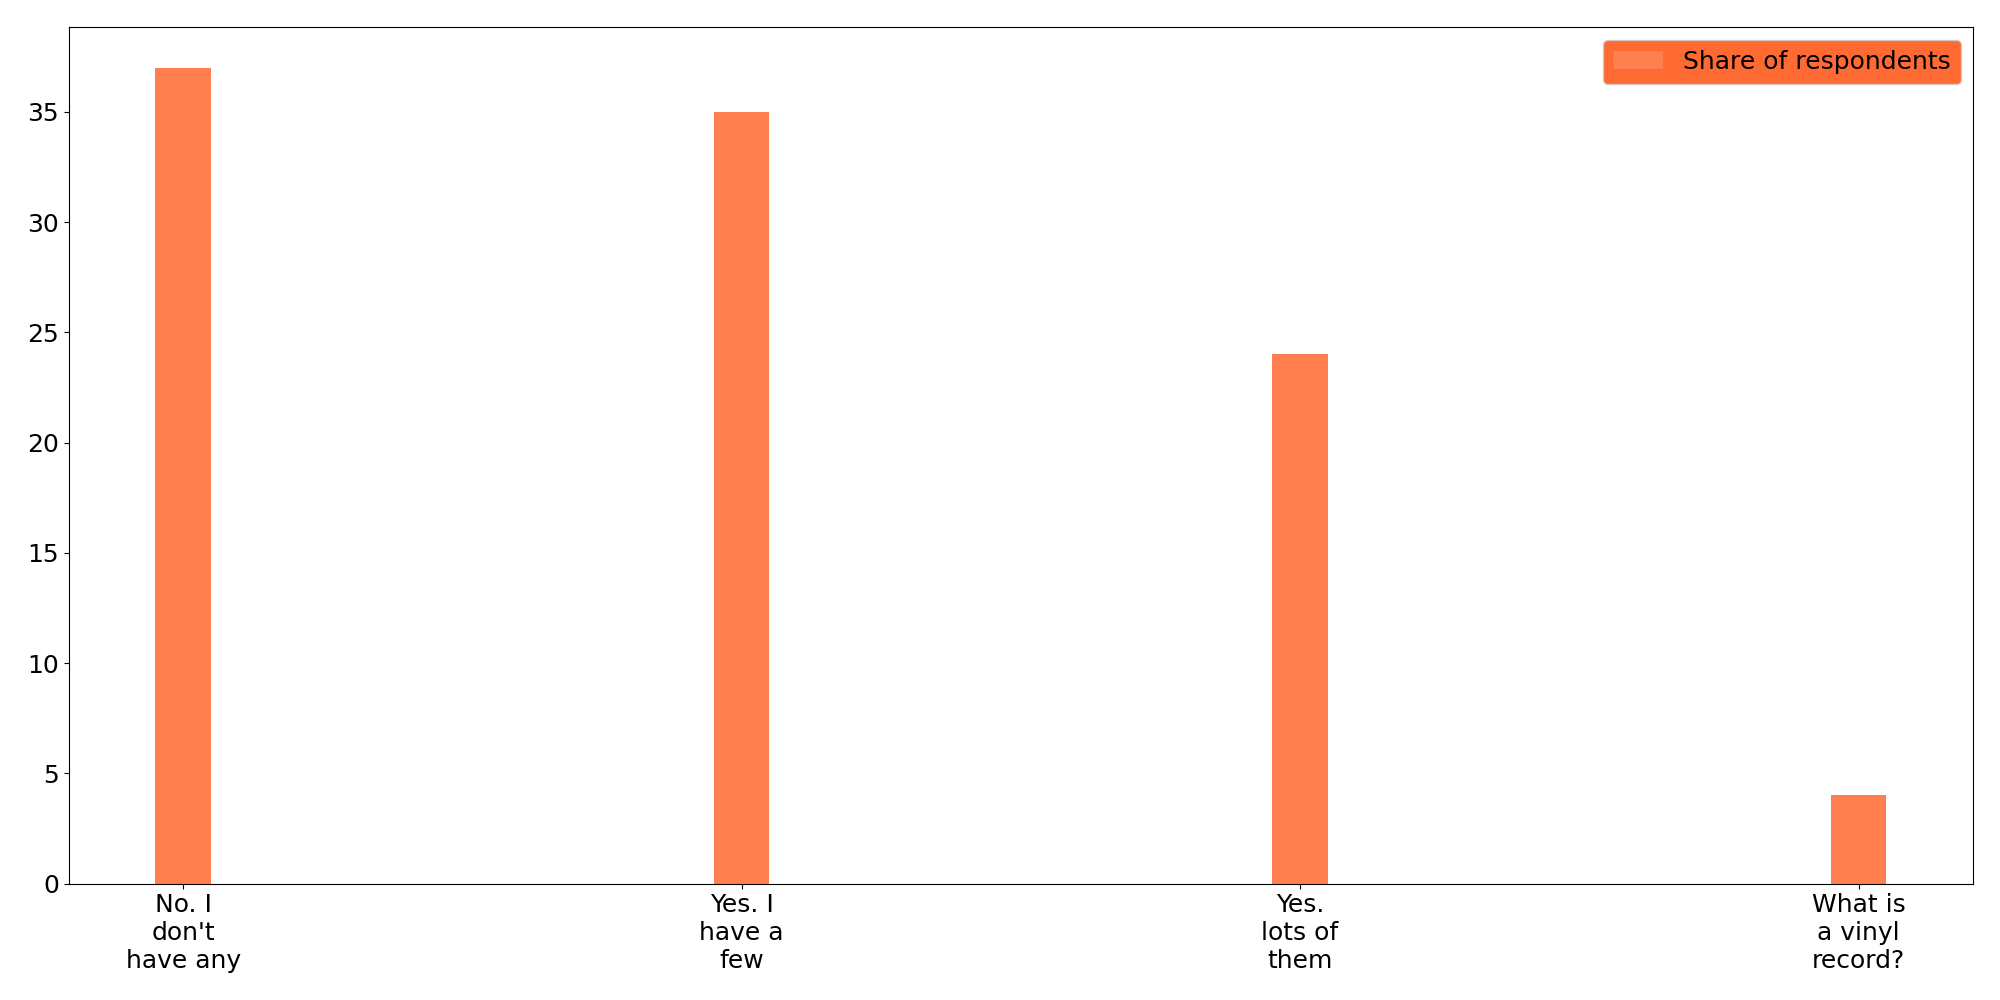 Share of respondents
35
30
25
20
15
10
5
0
No. I
don't
have any
Yes. I
have a
few
Yes.
lots of
them
What is
a vinyl
record?